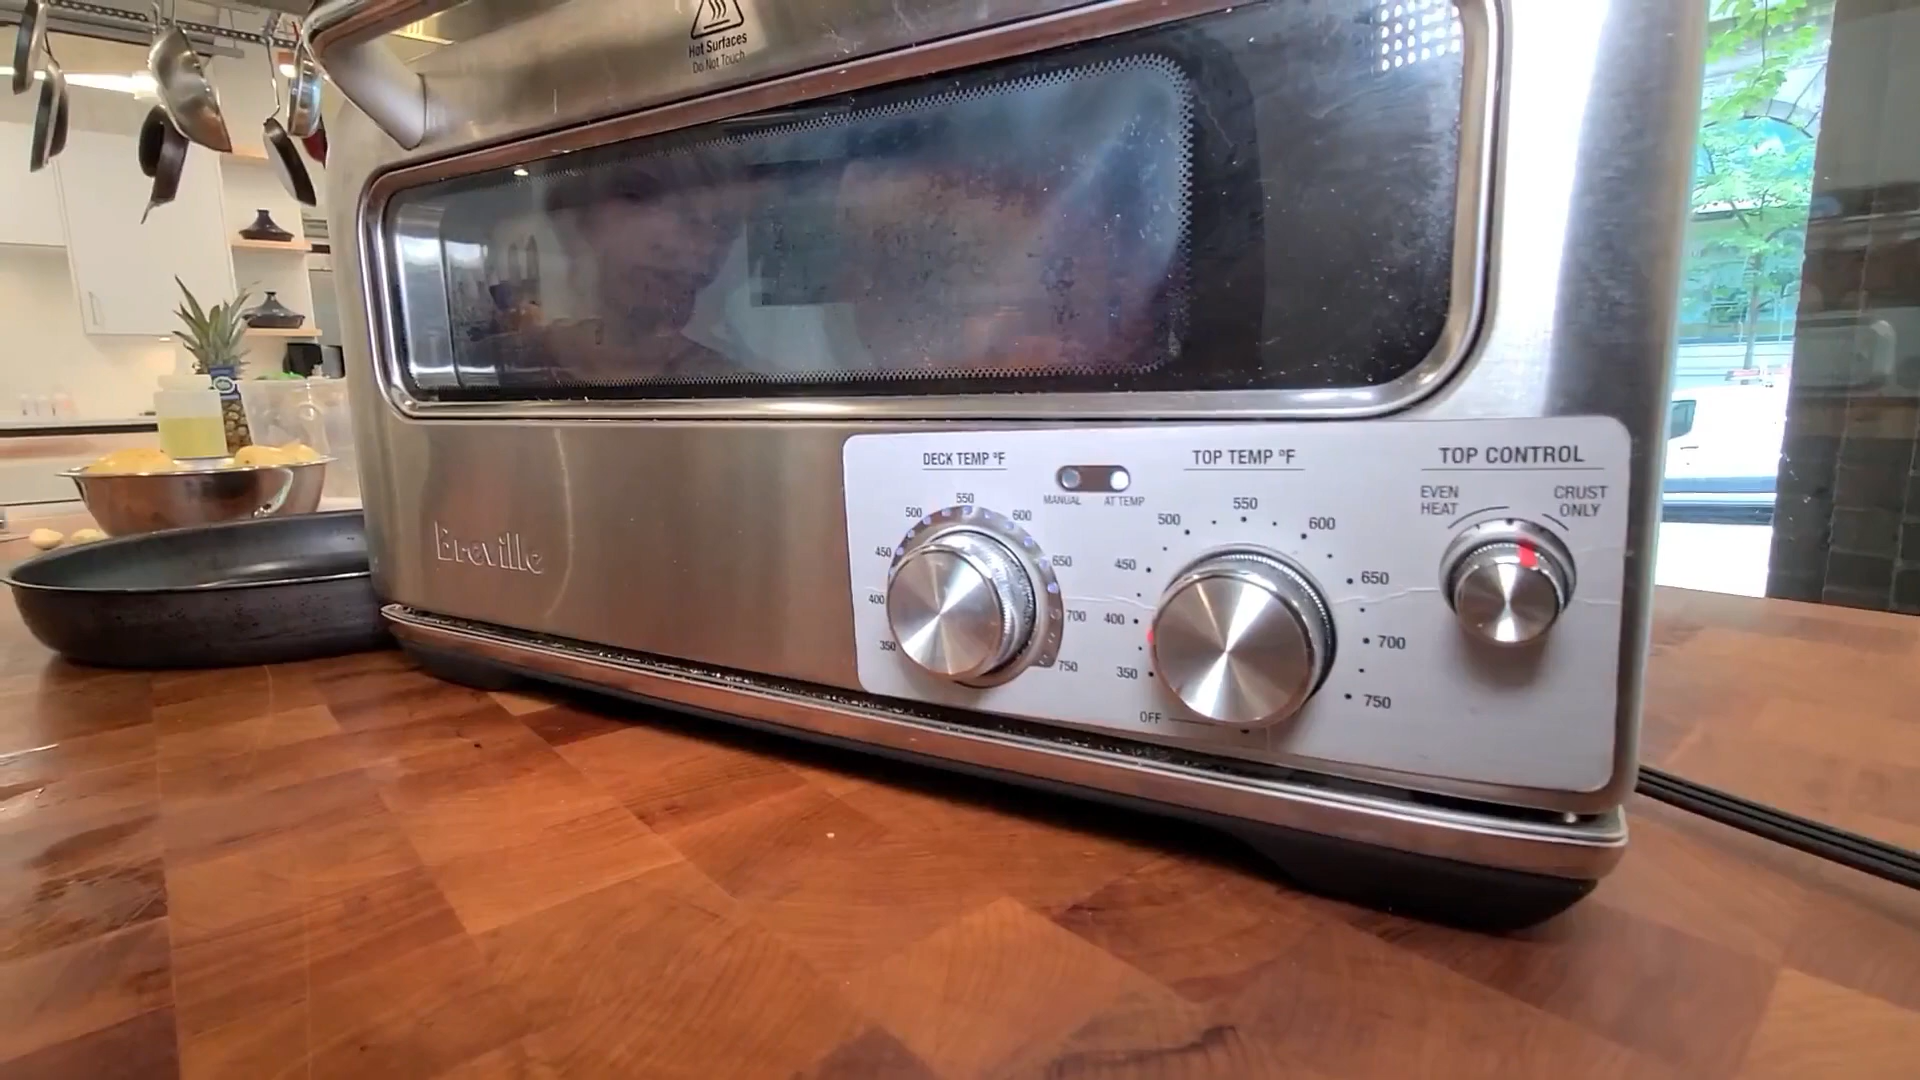 Hot Surfaces
Do Not Touch
Breville
DECK TEMP °F
MANUAL
AT TEMP
350
400
450
500
550
600
650
700
750
TOP TEMP °F
OFF
350
400
450
500
550
600
650
700
750
TOP CONTROL
EVEN
HEAT
CRUST
ONLY